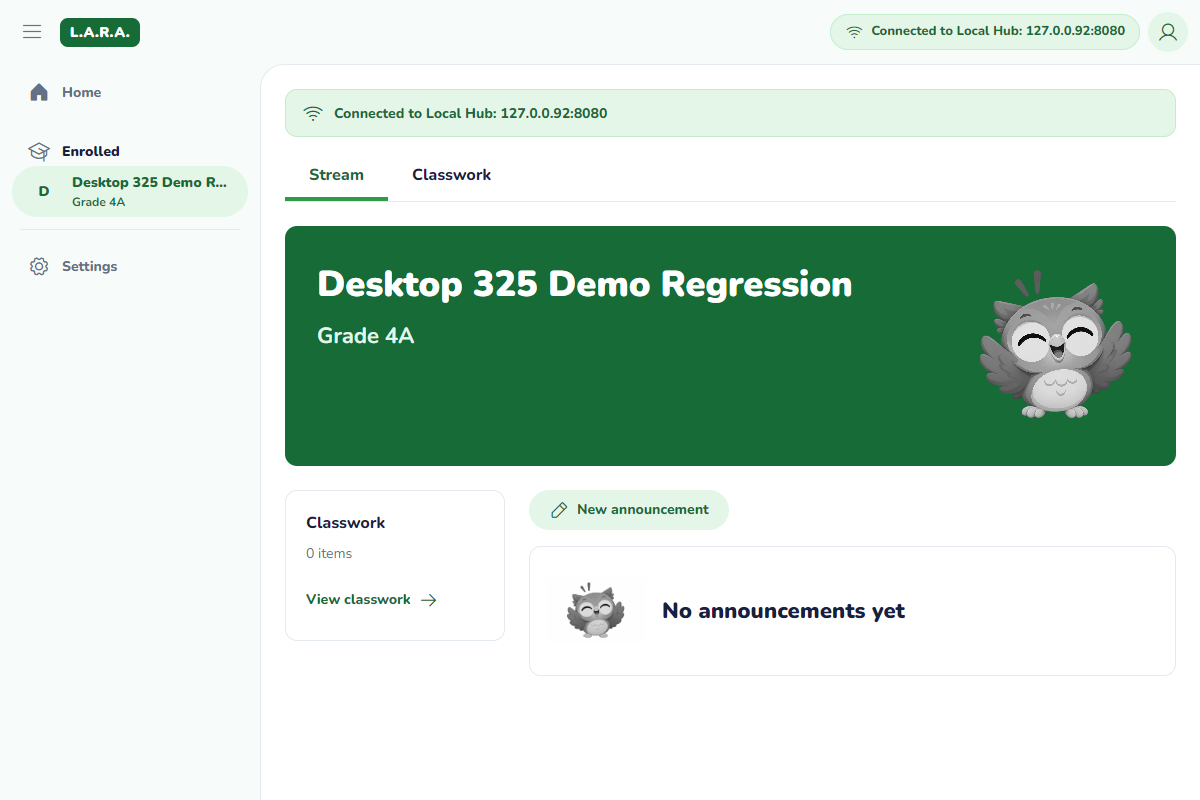 L.A.R.A.
Connected to Local Hub: 127.0.0.92:8080
Home
Enrolled
D
Desktop 325 Demo R...
Grade 4A
Settings
Connected to Local Hub: 127.0.0.92:8080
Stream
Classwork
Desktop 325 Demo Regression
Grade 4A
Classwork
0 items
View classwork
New announcement
No announcements yet